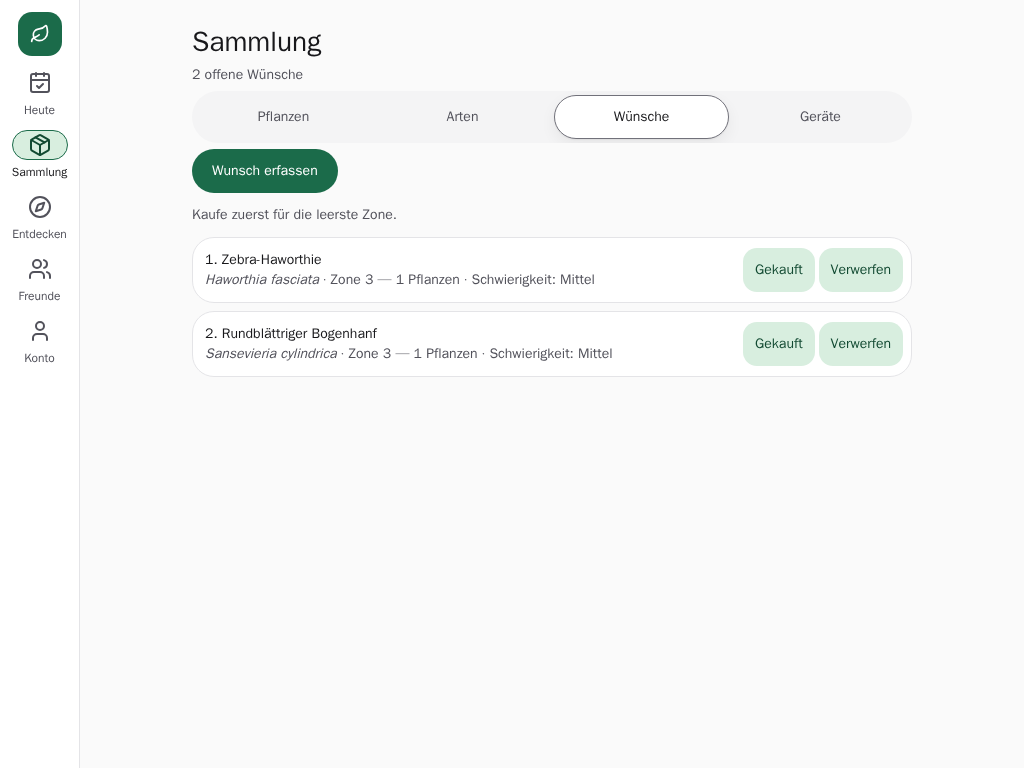 Sammlung
2 offene Wünsche
Pflanzen
Arten
Wünsche
Geräte
Wunsch erfassen
Kaufe zuerst für die leerste Zone.
1. Zebra-Haworthie
Haworthia fasciata · Zone 3 — 1 Pflanzen · Schwierigkeit: Mittel
Gekauft
Verwerfen
2. Rundblättriger Bogenhanf
Sansevieria cylindrica · Zone 3 — 1 Pflanzen · Schwierigkeit: Mittel
Gekauft
Verwerfen
Heute
Sammlung
Entdecken
Freunde
Konto